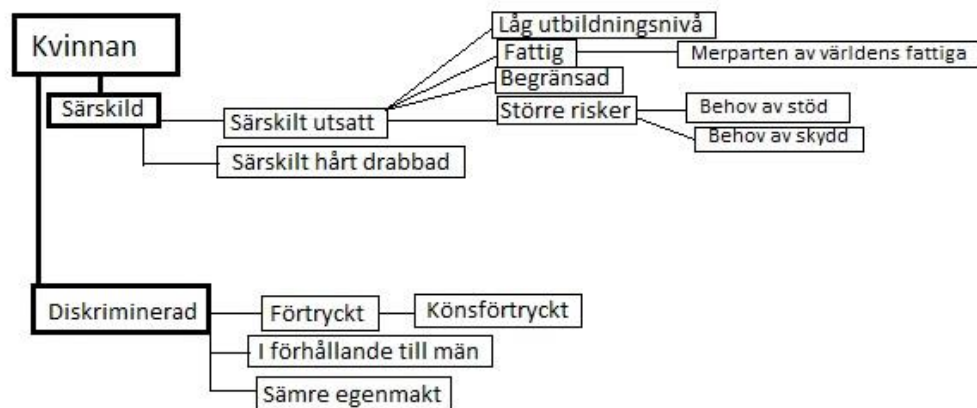 Kvinnan
Särskild
Särskilt utsatt
Låg utbildningsnivå
Fattig
Merparten av världens fattiga
Begränsad
Större risker
Behov av stöd
Behov av skydd
Särskilt hårt drabbad
Diskriminerad
Förtryckt
Könsförtryckt
I förhållande till män
Sämre egenmakt